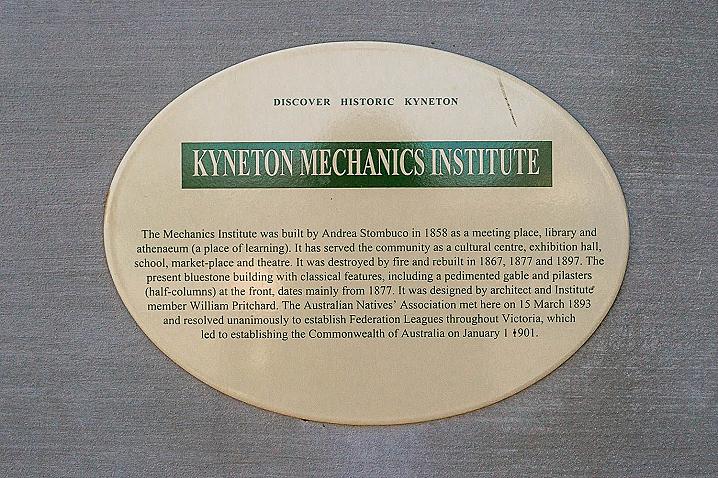 DISCOVER HISTORIC KYNETON
KYNETON MECHANICS INSTITUTE
The Mechanics Institute was built by Andrea Stombuco in 1858 as a meeting place, library and
athenaeum (a place of learning). It has served the community as a cultural centre, exhibition hall,
school, market-place and theatre. It was destroyed by fire and rebuilt in 1867, 1877 and 1897. The
present bluestone building with classical features, including a pedimented gable and pilasters
(half-columns) at the front, dates mainly from 1877. It was designed by architect and Institute
member William Pritchard. The Australian Natives' Association met here on 15 March 1893
and resolved unanimously to establish Federation Leagues throughout Victoria, which
led to establishing the Commonwealth of Australia on January 1 1901.